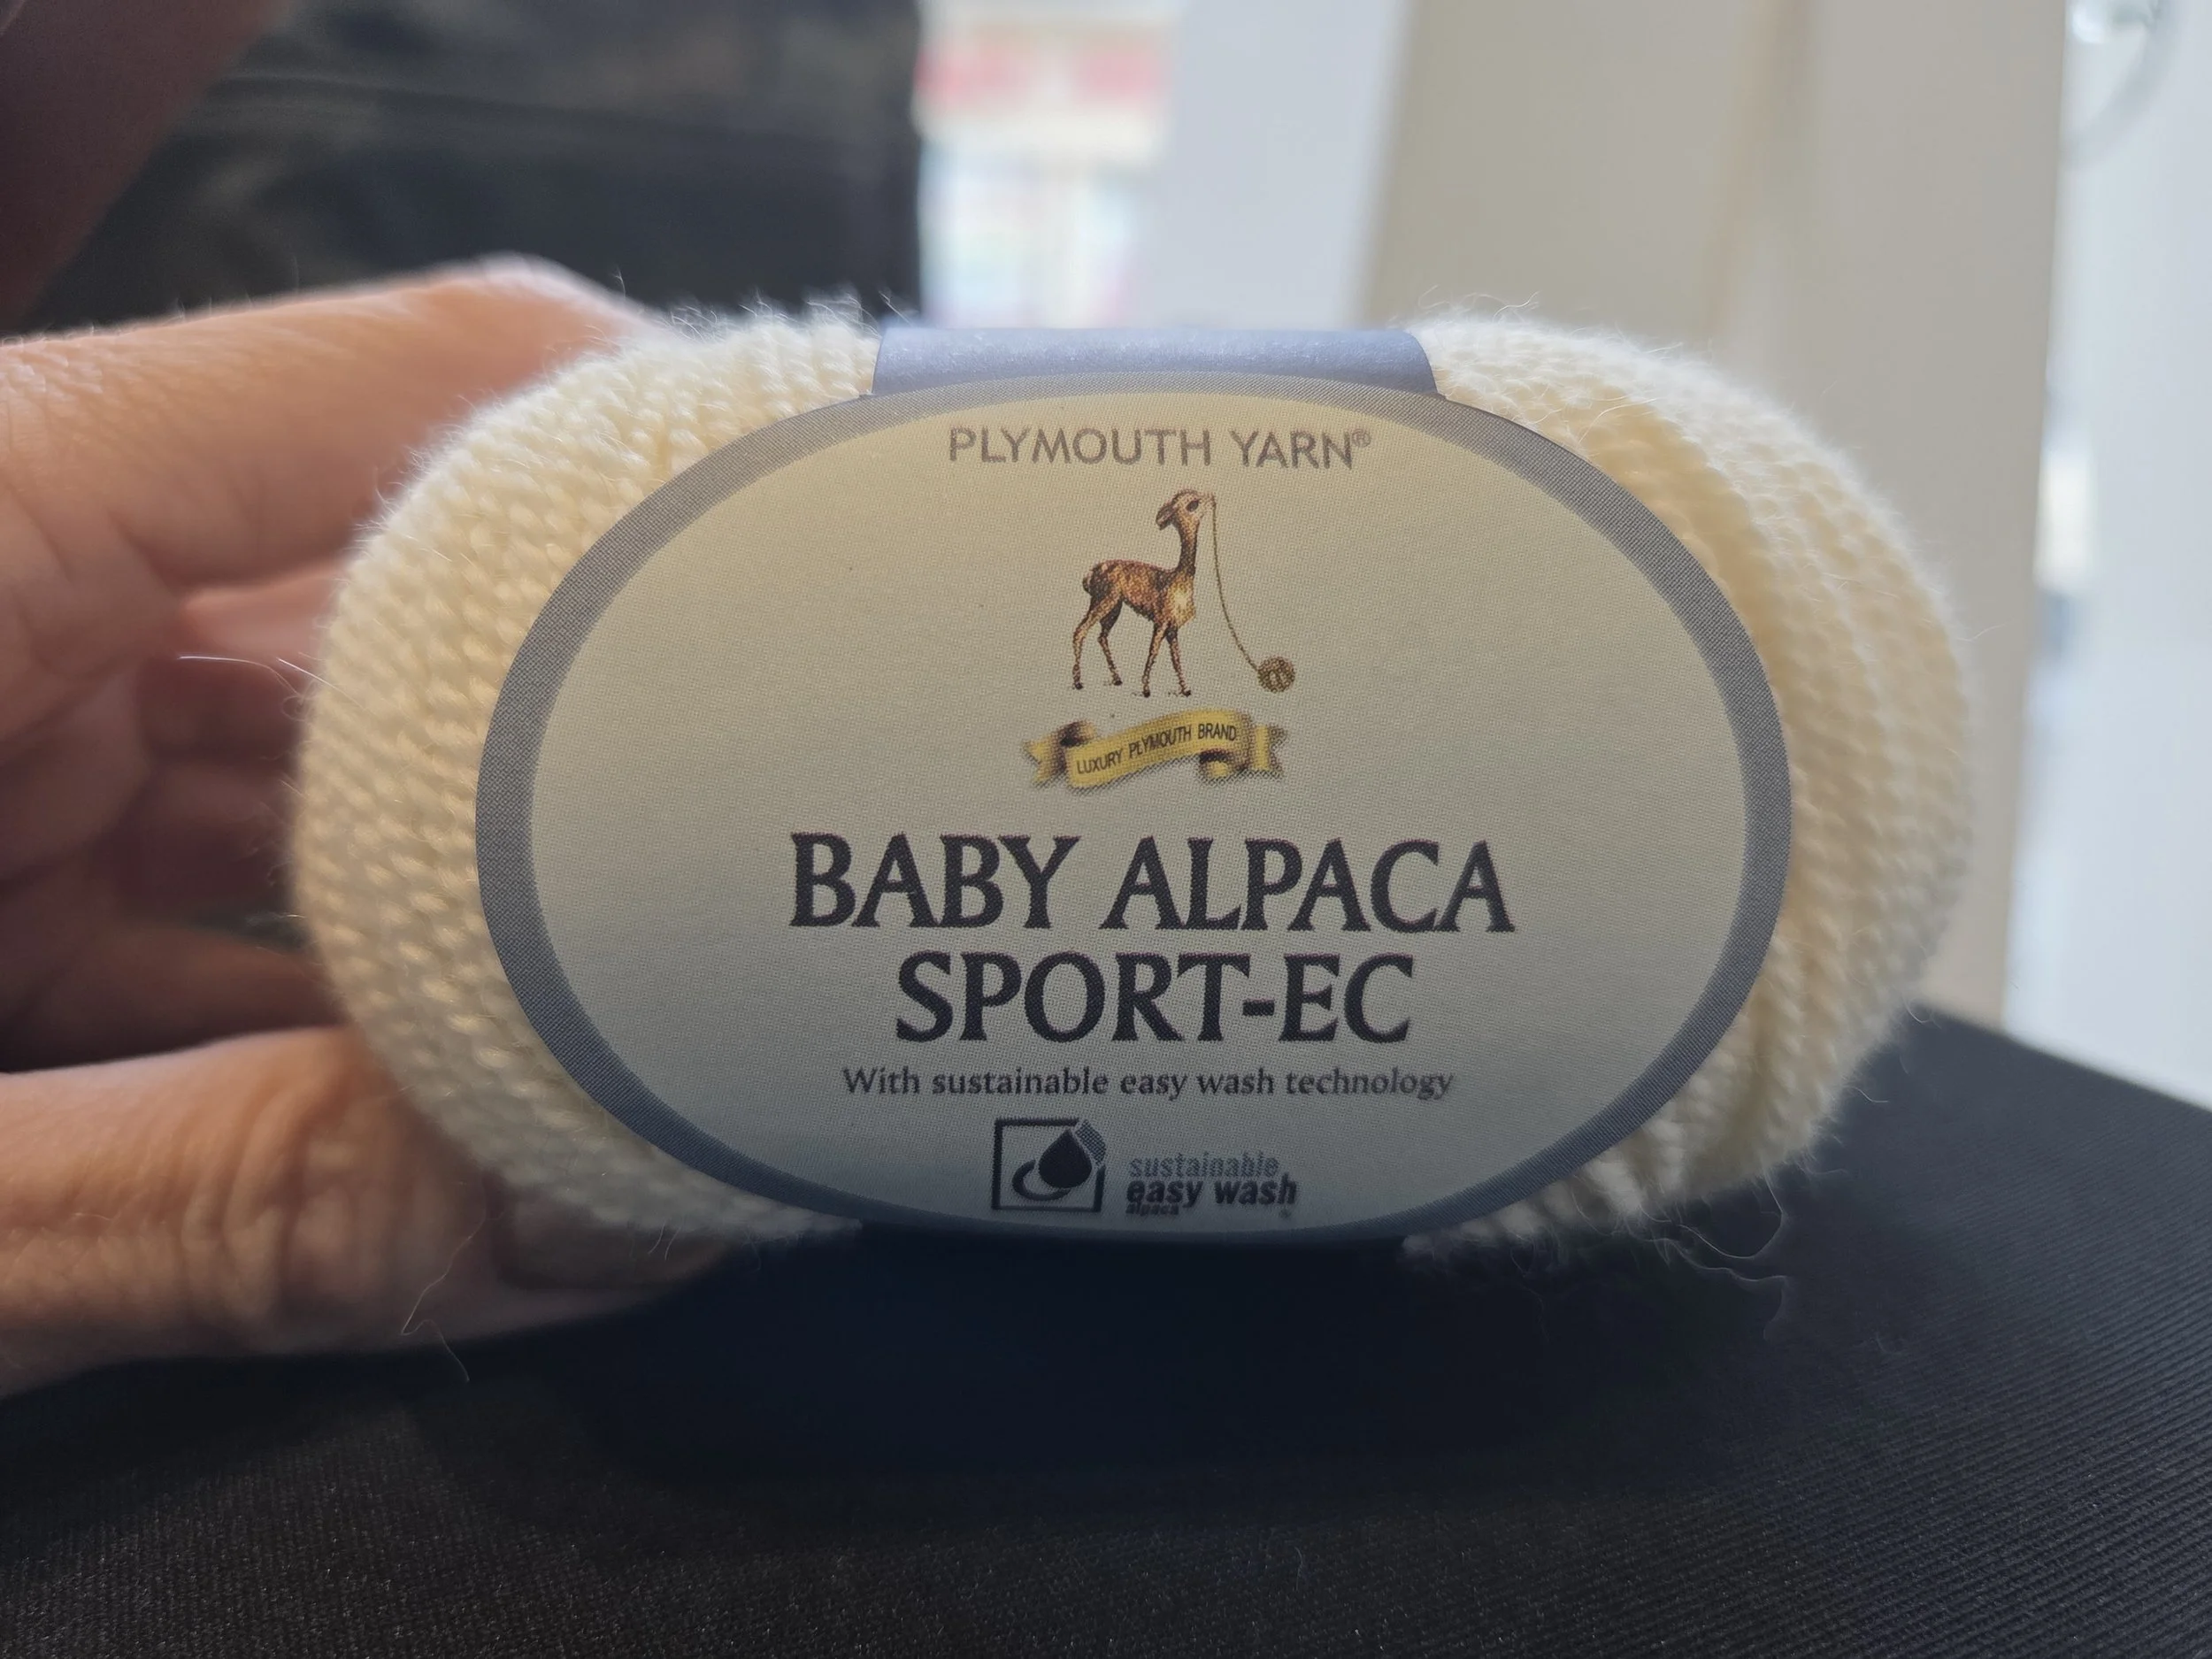 PLYMOUTH YARN®
LUXURY PLYMOUTH BRAND
BABY ALPACA
SPORT-EC
With sustainable easy wash technology
sustainable
easy wash
alpaca